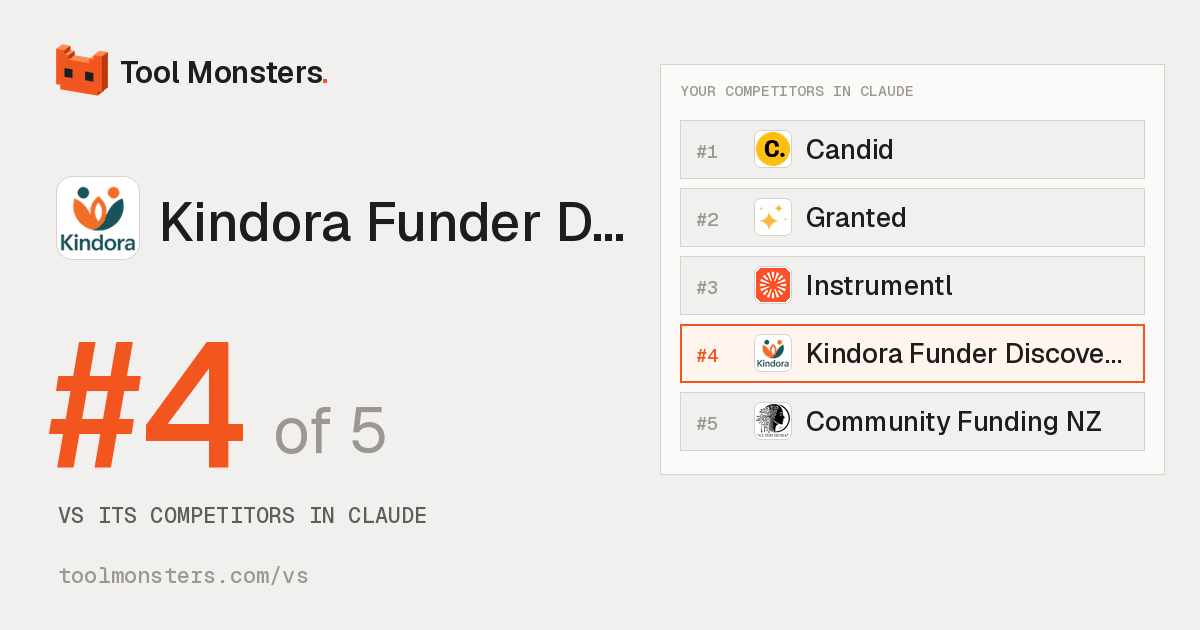 Tool Monsters.
Kindora
Kindora Funder D...
#4 of 5
VS ITS COMPETITORS IN CLAUDE
toolmonsters.com/vs
YOUR COMPETITORS IN CLAUDE
#1 C. Candid
#2 Granted
#3 Instrumentl
#4 Kindora Kindora Funder Discove...
#5 Community Funding NZ